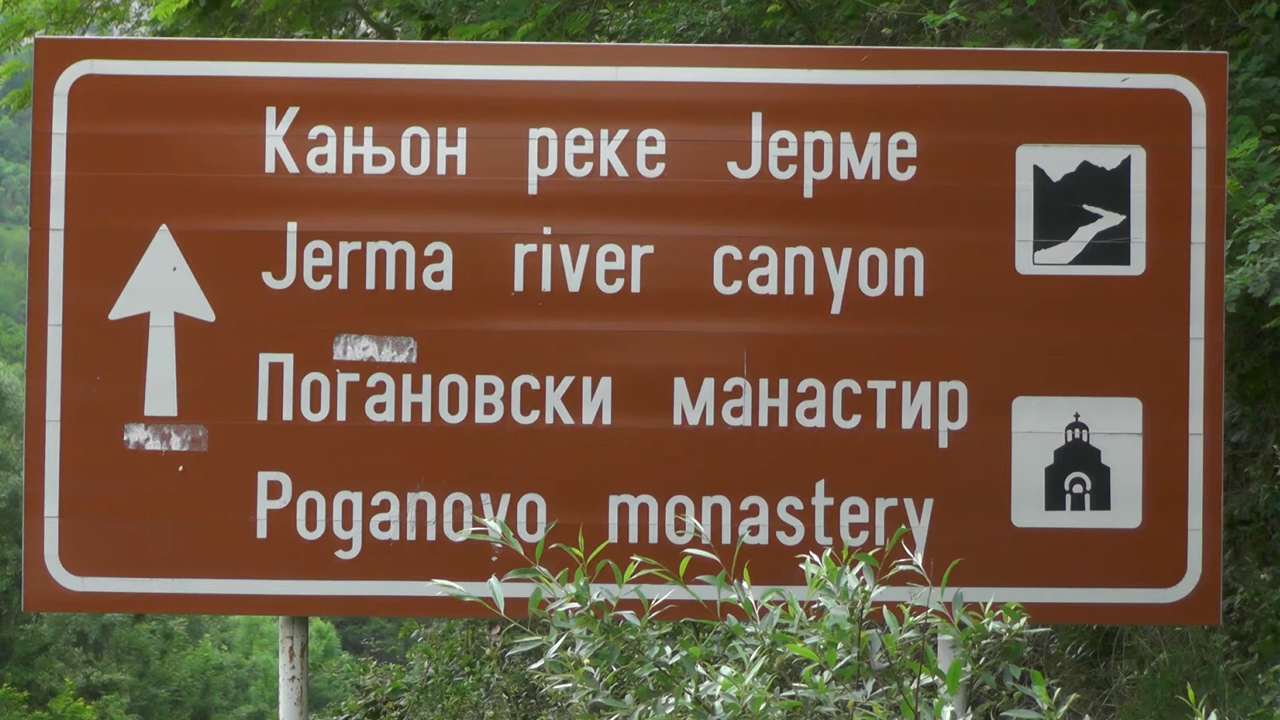 Кањон реке Јерме
Jerma river canyon
Погановски манастир
Poganovo monastery